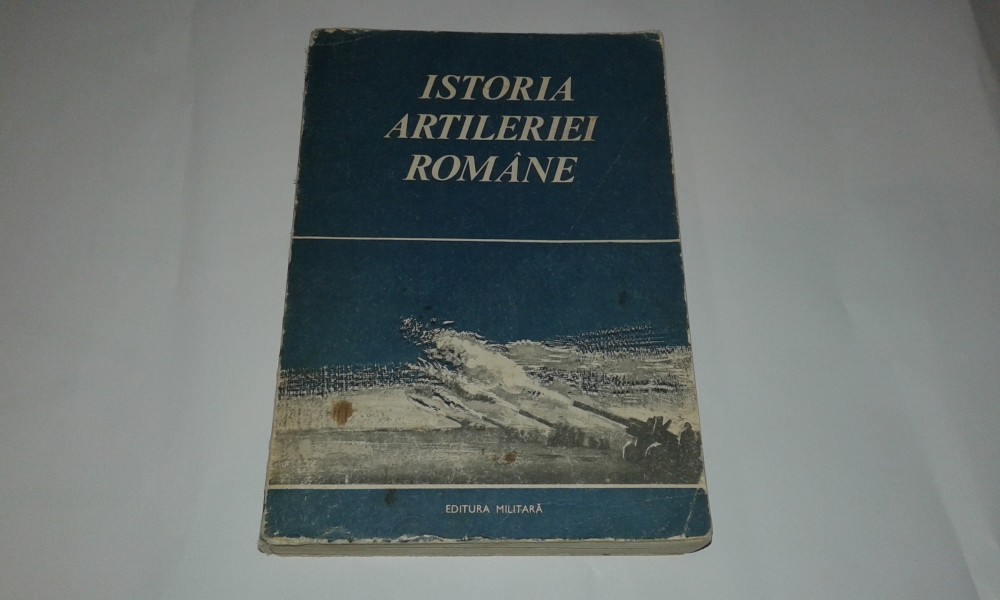 ISTORIA
ARTILERIEI
ROMÂNE
EDITURA MILITARĂ